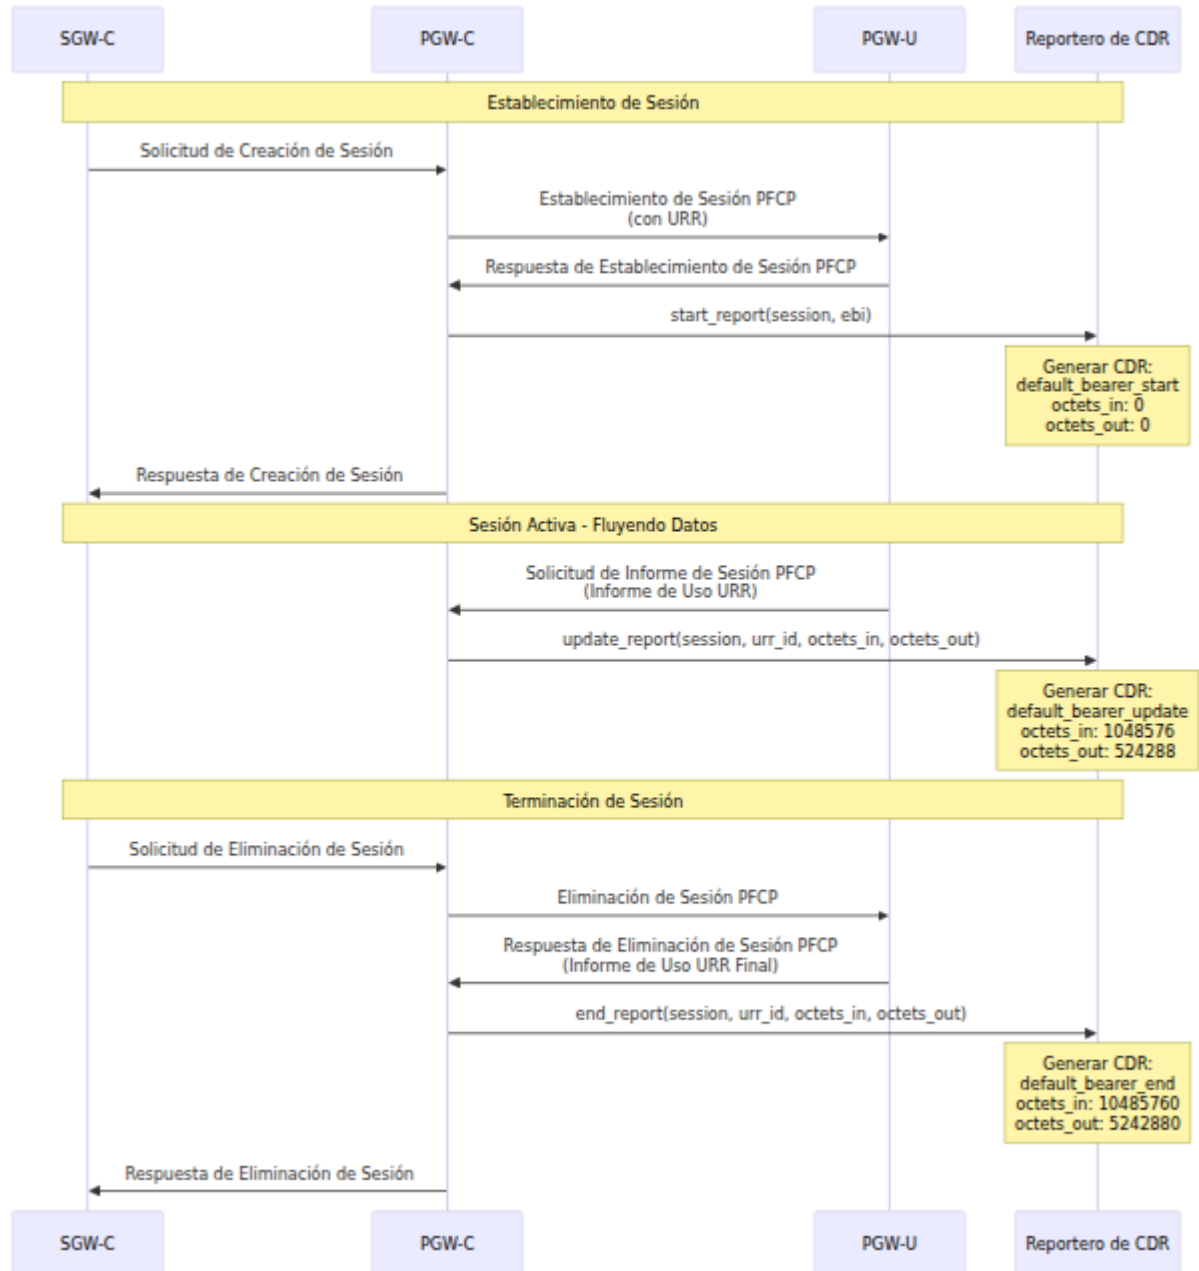 SGW-C
PGW-C
PGW-U
Reportero de CDR
Establecimiento de Sesión
Solicitud de Creación de Sesión
Establecimiento de Sesión PFCP
(con URR)
Respuesta de Establecimiento de Sesión PFCP
start_report(session, ebi)
Generar CDR:
default_bearer_start
octets_in: 0
octets_out: 0
Respuesta de Creación de Sesión
Sesión Activa - Fluyendo Datos
Solicitud de Informe de Sesión PFCP
(Informe de Uso URR)
update_report(session, urr_id, octets_in, octets_out)
Generar CDR:
default_bearer_update
octets_in: 1048576
octets_out: 524288
Terminación de Sesión
Solicitud de Eliminación de Sesión
Eliminación de Sesión PFCP
Respuesta de Eliminación de Sesión PFCP
(Informe de Uso URR Final)
end_report(session, urr_id, octets_in, octets_out)
Generar CDR:
default_bearer_end
octets_in: 10485760
octets_out: 5242880
Respuesta de Eliminación de Sesión
SGW-C
PGW-C
PGW-U
Reportero de CDR